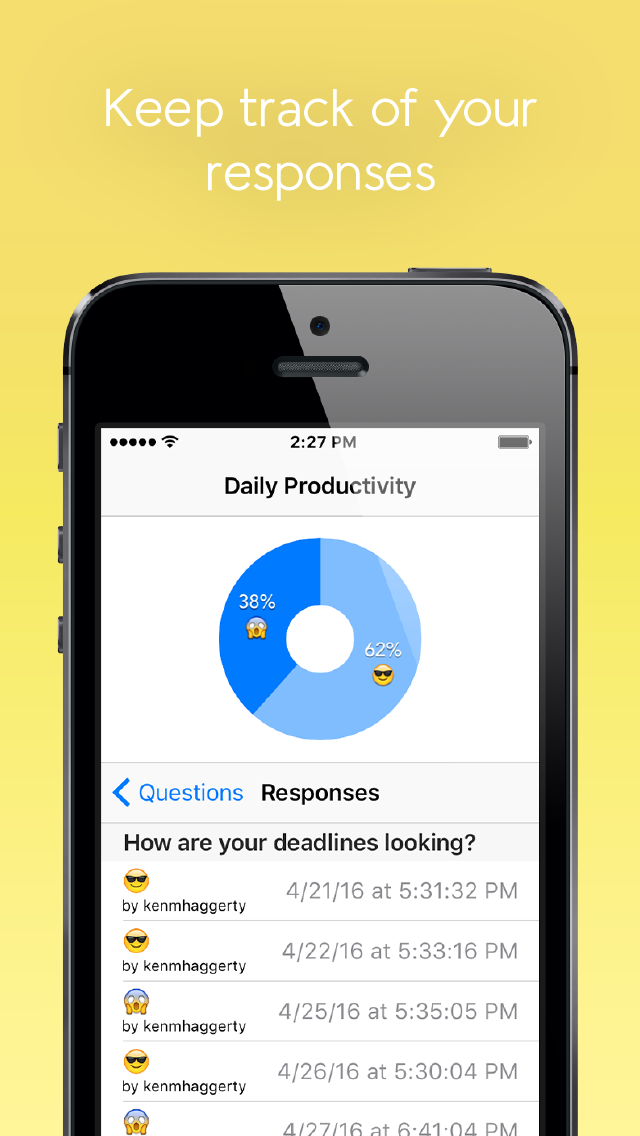 Keep track of your
responses
2:27 PM
Daily Productivity
38%
62%
Questions Responses
How are your deadlines looking?
4/21/16 at 5:31:32 PM
by kenmhaggerty
4/22/16 at 5:33:16 PM
by kenmhaggerty
4/25/16 at 5:35:05 PM
by kenmhaggerty
4/26/16 at 5:30:04 PM
by kenmhaggerty
4/27/16 at 6:41:04 PM